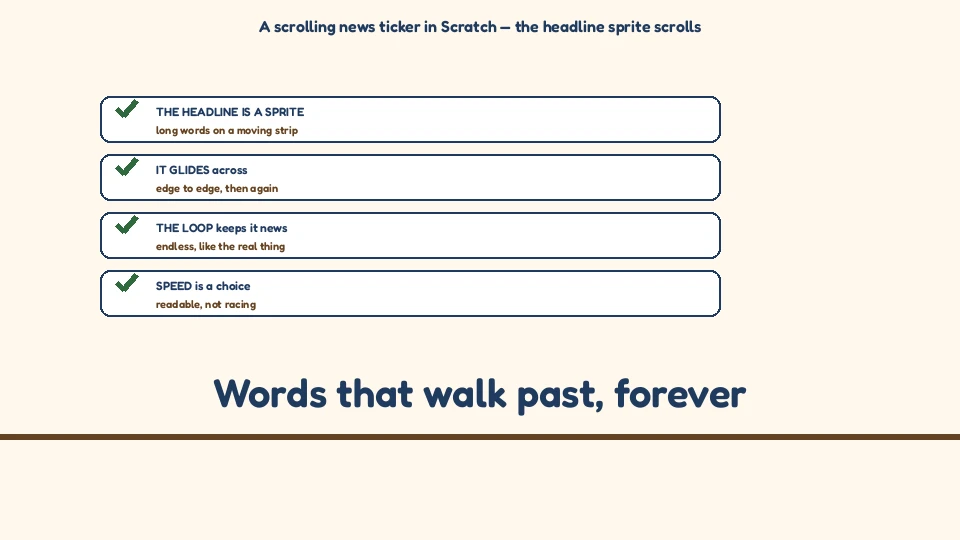 A scrolling news ticker in Scratch — the headline sprite scrolls
THE HEADLINE IS A SPRITE
long words on a moving strip
IT GLIDES across
edge to edge, then again
THE LOOP keeps it news
endless, like the real thing
SPEED is a choice
readable, not racing
Words that walk past, forever